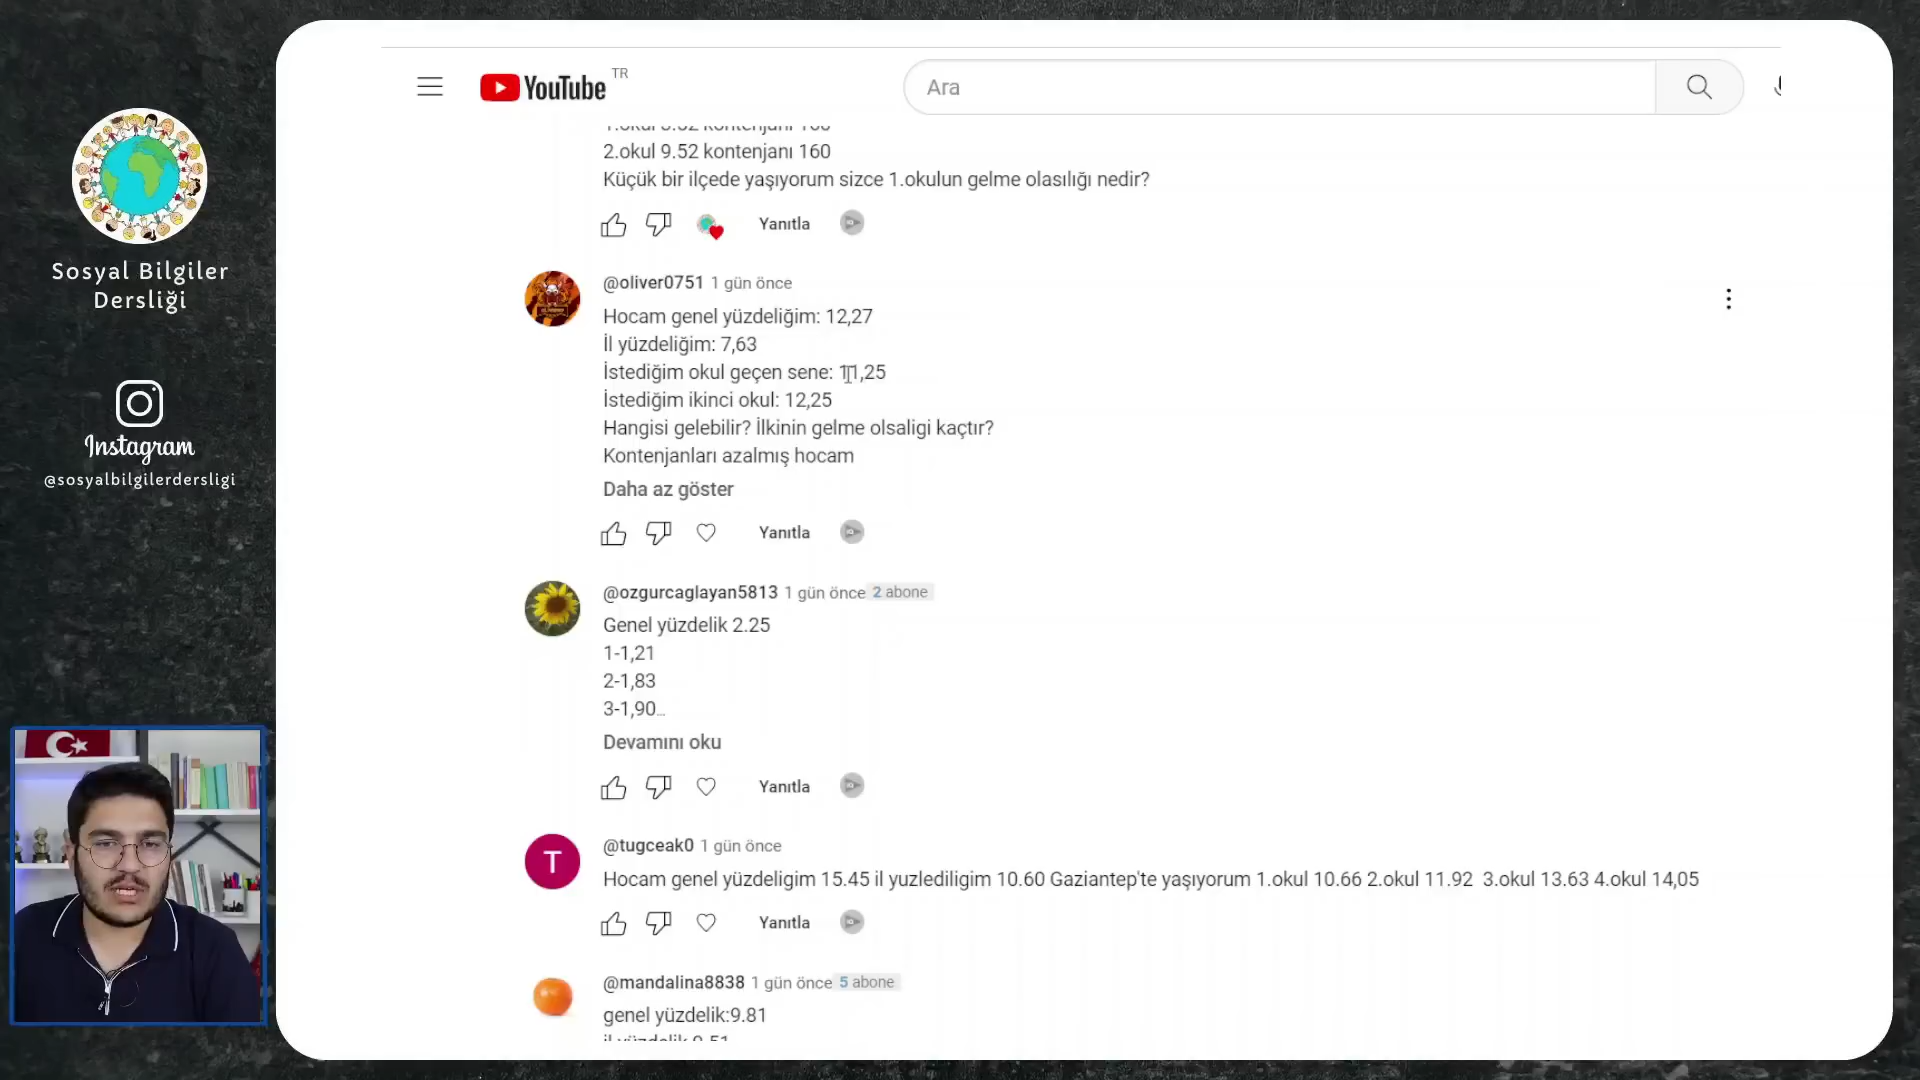 YouTube TR
Ara
2.okul 9.52 kontenjanı 160
Küçük bir ilçede yaşıyorum sizce 1.okulun gelme olasılığı nedir?
Yanıtla
@oliver0751 1 gün önce
Hocam genel yüzdeliğim: 12,27
İl yüzdeliğim: 7,63
İstediğim okul geçen sene: 11,25
İstediğim ikinci okul: 12,25
Hangisi gelebilir? İlkinin gelme olsaligi kaçtır?
Kontenjanları azalmış hocam
Daha az göster
Yanıtla
@ozgurcaglayan5813 1 gün önce 2 abone
Genel yüzdelik 2.25
1-1,21
2-1,83
3-1,90...
Devamını oku
Yanıtla
T
@tugceak0 1 gün önce
Hocam genel yüzdeligim 15.45 il yuzlediligim 10.60 Gaziantep'te yaşıyorum 1.okul 10.66 2.okul 11.92 3.okul 13.63 4.okul 14,05
Yanıtla
@mandalina8838 1 gün önce 5 abone
genel yüzdelik:9.81
Sosyal Bilgiler
Dersliği
Instagram
@sosyalbilgilerdersligi